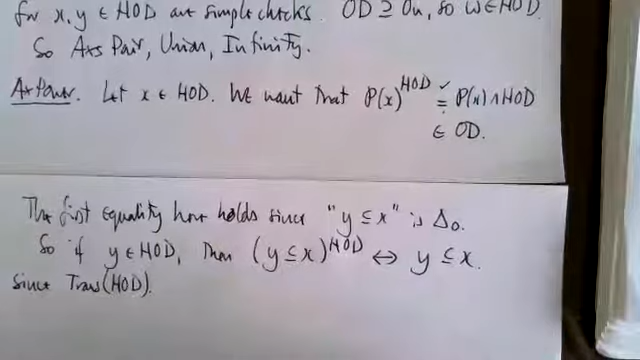 for x, y ∈ HOD are simple checks. OD ⊇ On, so ω ∈ HOD.
So Axs Pair, Union, Infinity.
Ax Power. Let x ∈ HOD. We want that P(x)^HOD = P(x) ∩ HOD
∈ OD.
The first equality here holds since "y ⊆ x" is Δ₀.
So if y ∈ HOD, then (y ⊆ x)^HOD ↔ y ⊆ x.
since Trans(HOD).